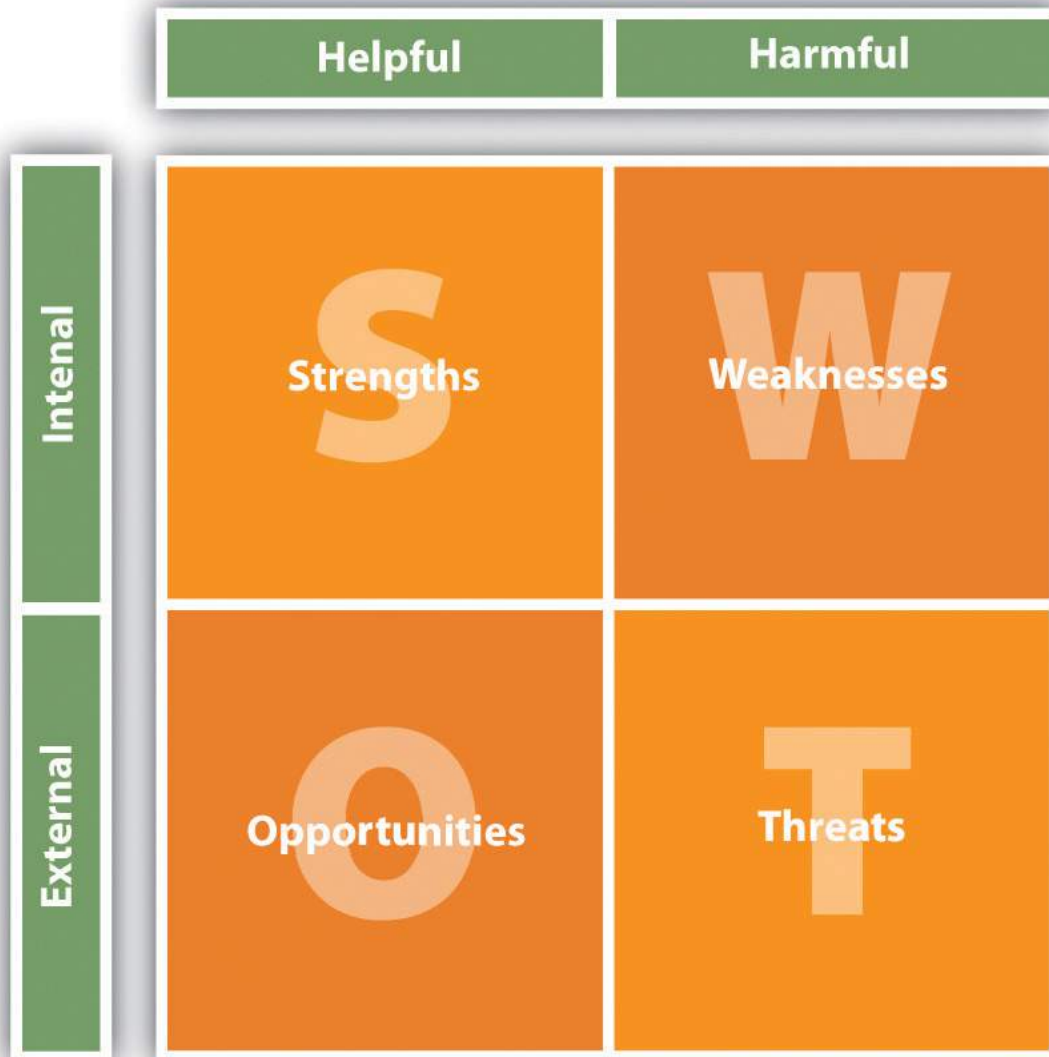 Helpful
Harmful
Intenal
S
Strengths
W
Weaknesses
External
O
Opportunities
T
Threats